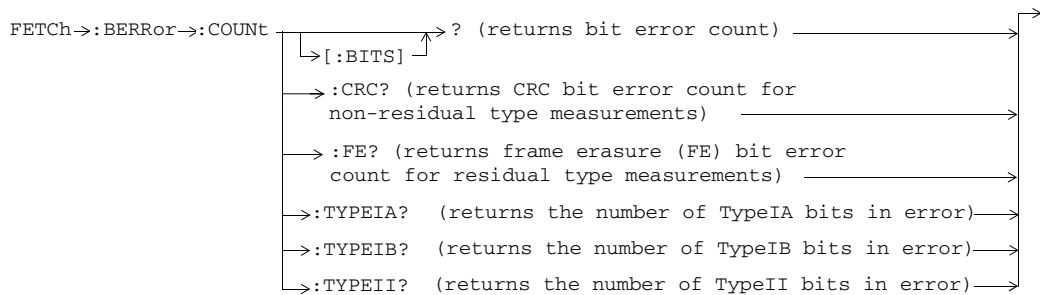 FETCh :BERRor :COUNt ? (returns bit error count)
[:BITS]
:CRC? (returns CRC bit error count for
non-residual type measurements)
:FE? (returns frame erasure (FE) bit error
count for residual type measurements)
:TYPEIA? (returns the number of TypeIA bits in error)
:TYPEIB? (returns the number of TypeIB bits in error)
:TYPEII? (returns the number of TypeII bits in error)